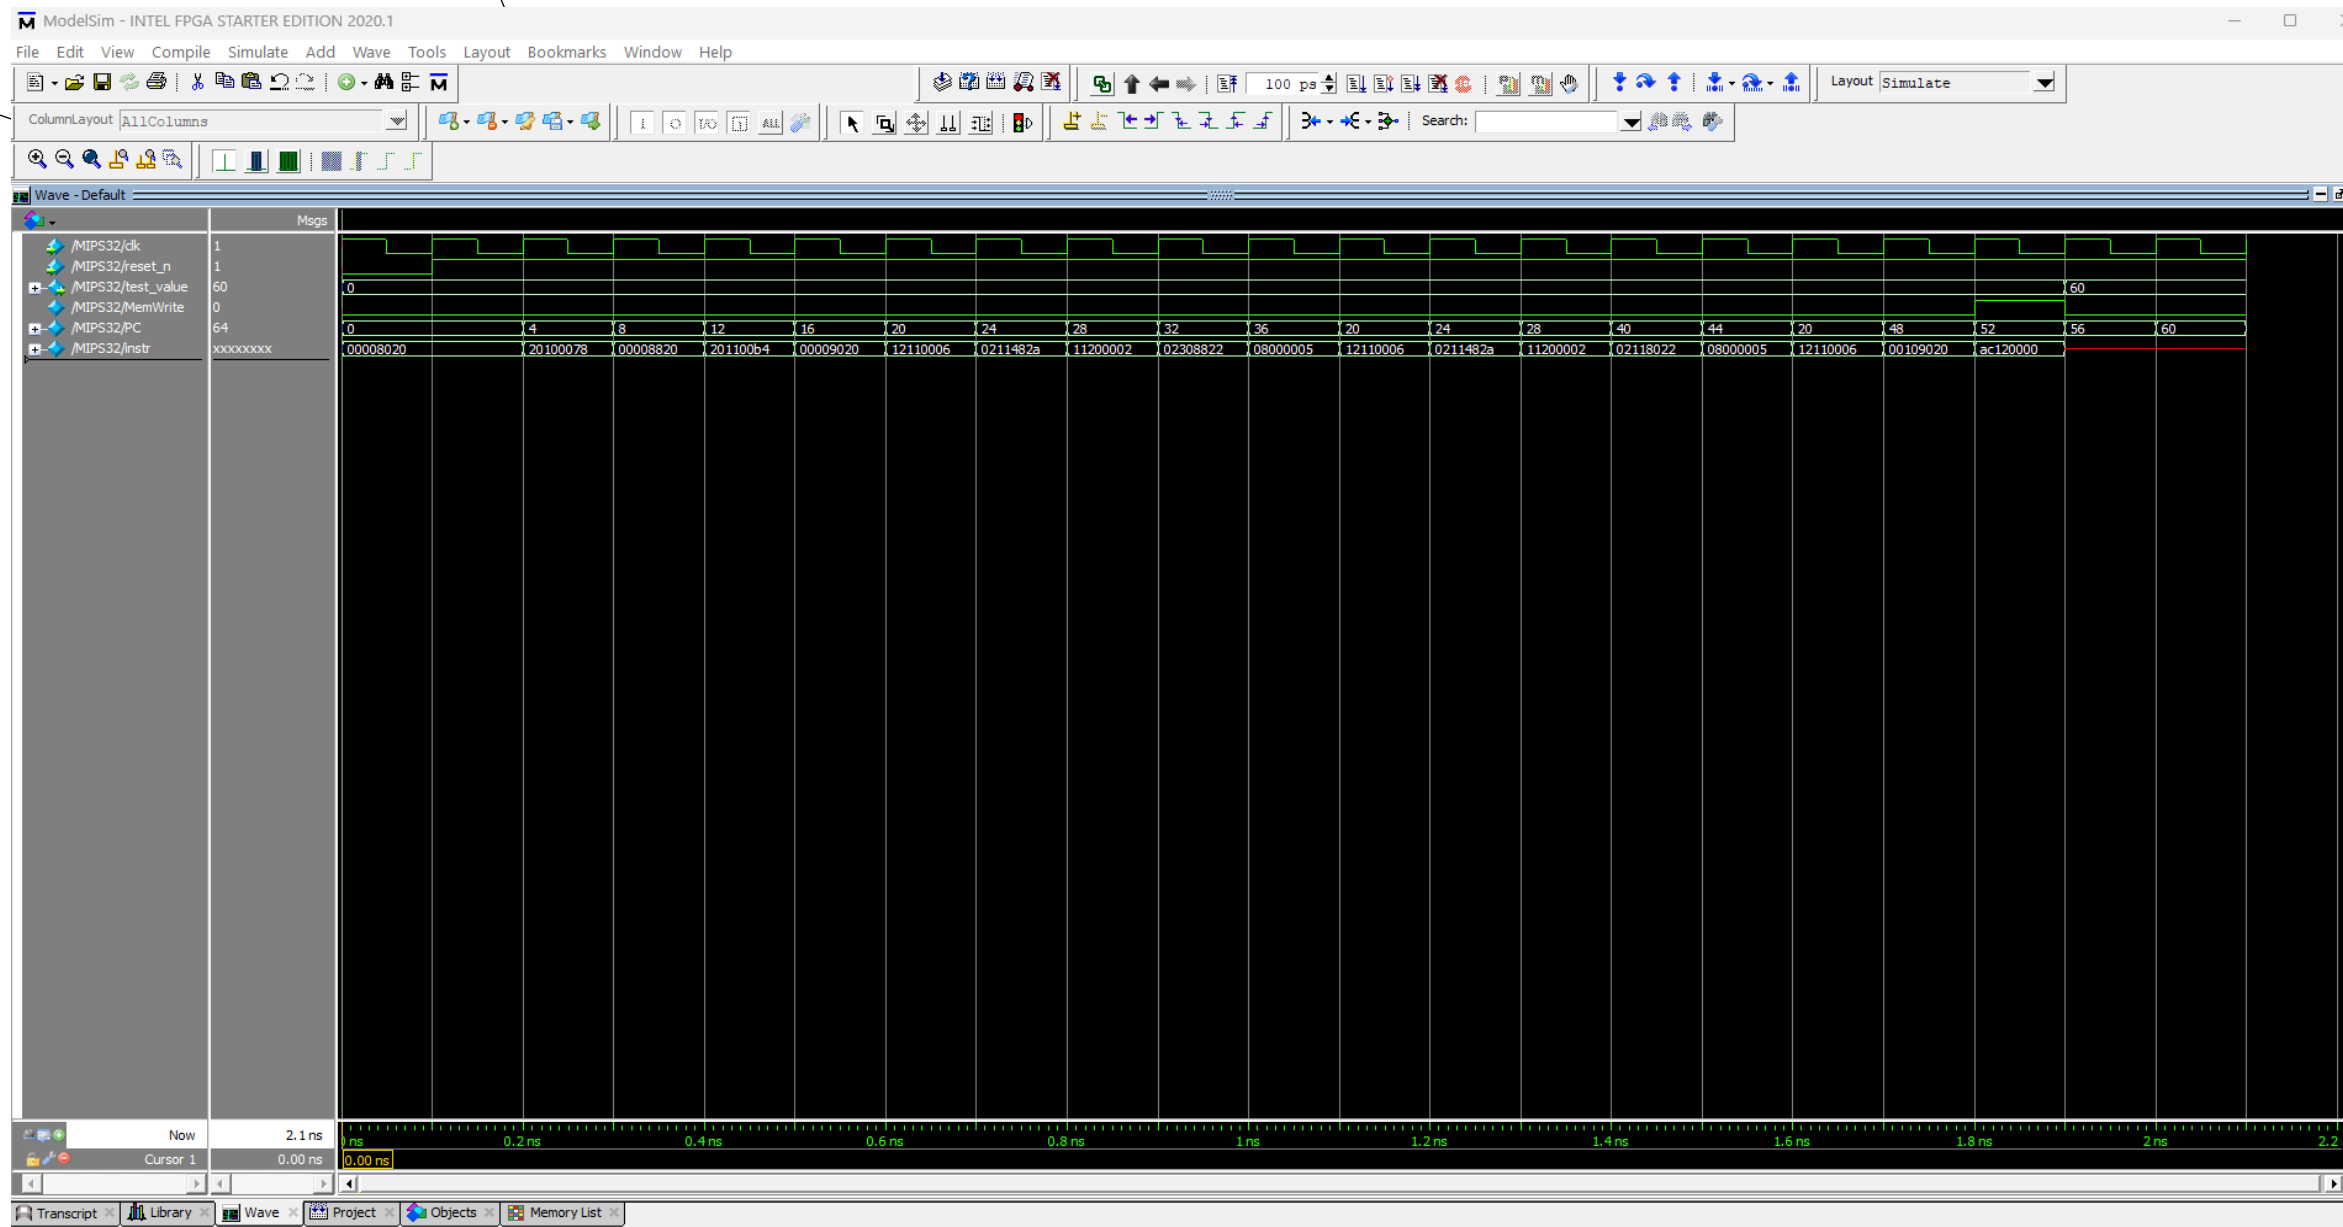 ModelSim - INTEL FPGA STARTER EDITION 2020.1
File Edit View Compile Simulate Add Wave Tools Layout Bookmarks Window Help
100 ps Layout Simulate
ColumnLayout AllColumns Search:
Wave - Default
Msgs
/MIPS32/clk 1
/MIPS32/reset_n 1
/MIPS32/test_value 60 0 60
/MIPS32/MemWrite 0
/MIPS32/PC 64 0 4 8 12 16 20 24 28 32 36 20 24 28 40 44 20 48 52 56 60
/MIPS32/instr xxxxxxxx 00008020 20100078 00008820 201100b4 00009020 12110006 0211482a 11200002 02308822 08000005 12110006 0211482a 11200002 02118022 08000005 12110006 00109020 ac120000
Now 2.1 ns ns 0.2 ns 0.4 ns 0.6 ns 0.8 ns 1 ns 1.2 ns 1.4 ns 1.6 ns 1.8 ns 2 ns 2.2
Cursor 1 0.00 ns 0.00 ns
Transcript Library Wave Project Objects Memory List